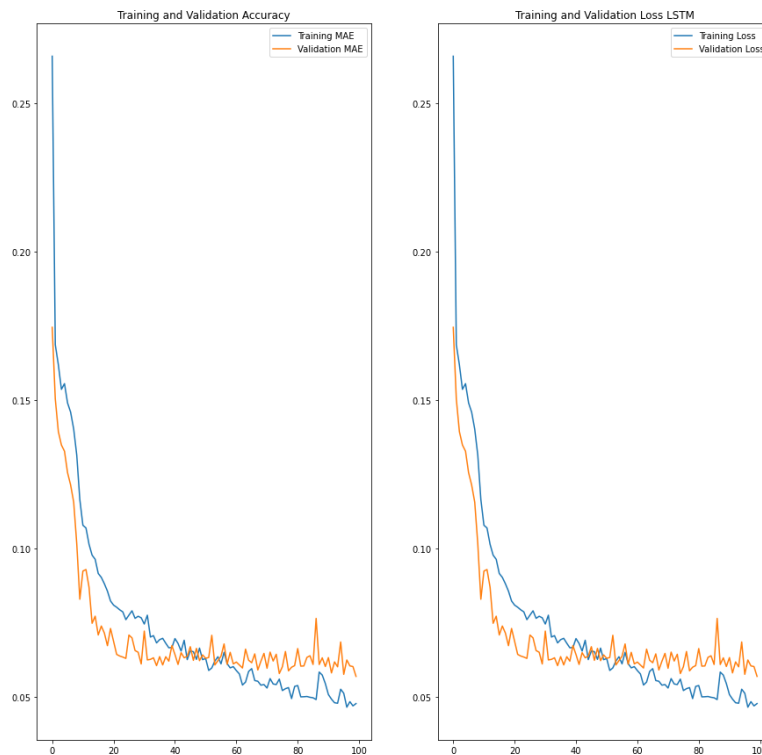 Training and Validation Accuracy
Training MAE
Validation MAE
0.25
0.20
0.15
0.10
0.05
0 20 40 60 80 100
Training and Validation Loss LSTM
Training Loss
Validation Loss
0.25
0.20
0.15
0.10
0.05
0 20 40 60 80 100